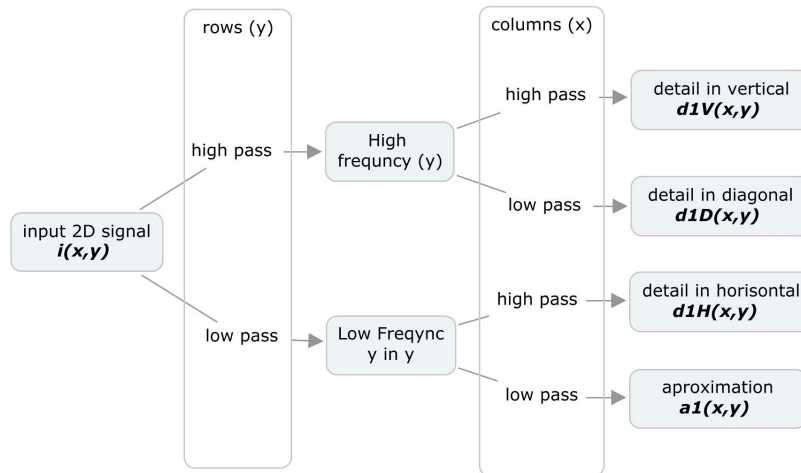 rows (y)
columns (x)
high pass
detail in vertical
d1V(x,y)
high pass
High
frequncy (y)
low pass
detail in diagonal
d1D(x,y)
input 2D signal
i(x,y)
high pass
detail in horisontal
d1H(x,y)
low pass
Low Freqync
y in y
low pass
aproximation
a1(x,y)